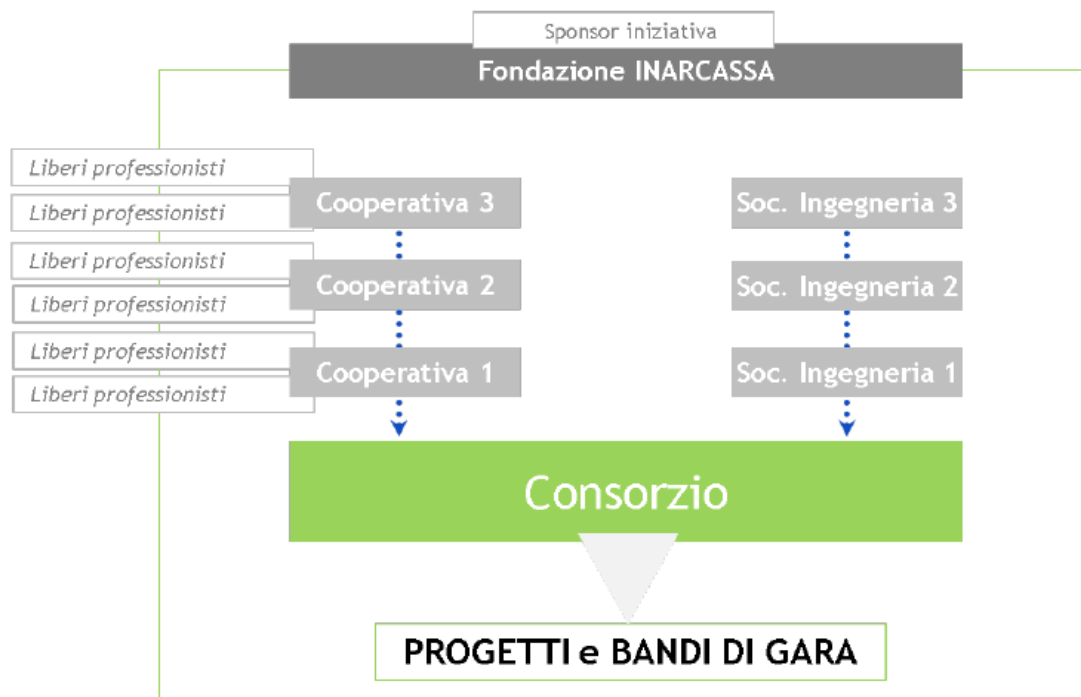 Sponsor iniziativa
Fondazione INARCASSA
Liberi professionisti
Liberi professionisti
Cooperativa 3
Soc. Ingegneria 3
Liberi professionisti
Liberi professionisti
Cooperativa 2
Soc. Ingegneria 2
Liberi professionisti
Liberi professionisti
Cooperativa 1
Soc. Ingegneria 1
Consorzio
PROGETTI e BANDI DI GARA